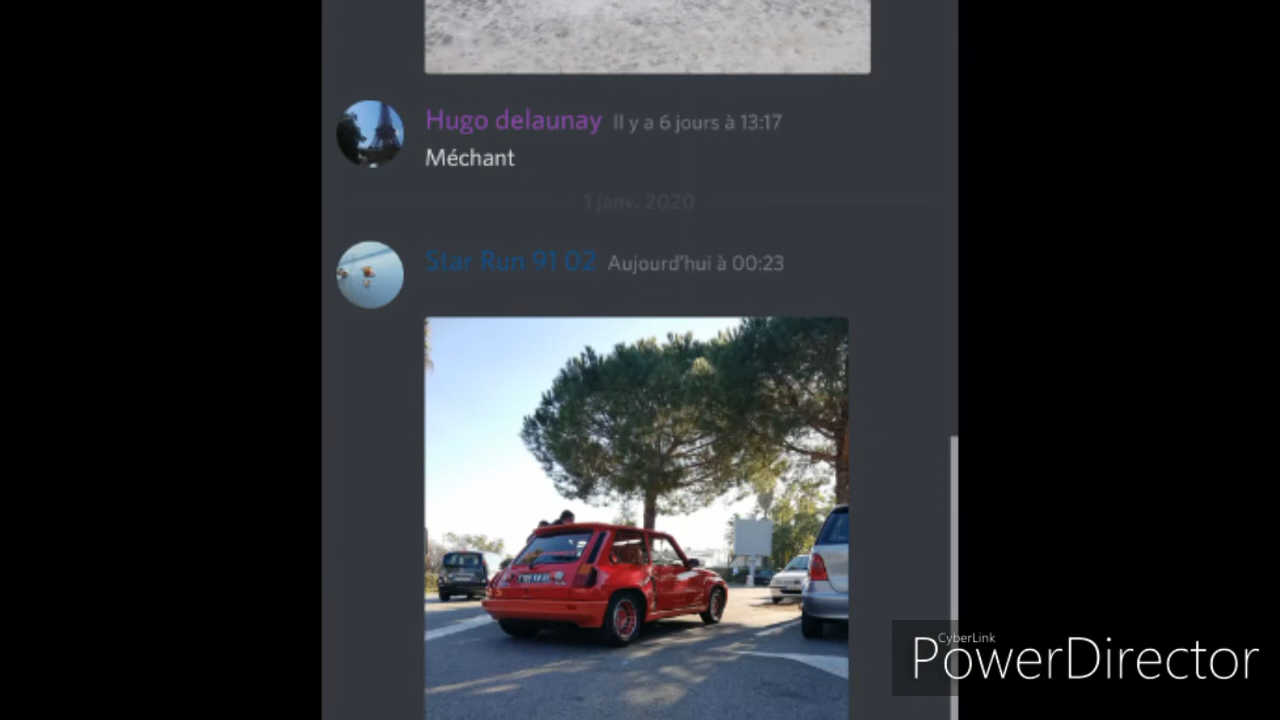 Hugo delaunay Il y a 6 jours à 13:17
Méchant
1 janv. 2020
Star Run 91 02 Aujourd'hui à 00:23
CyberLink
PowerDirector